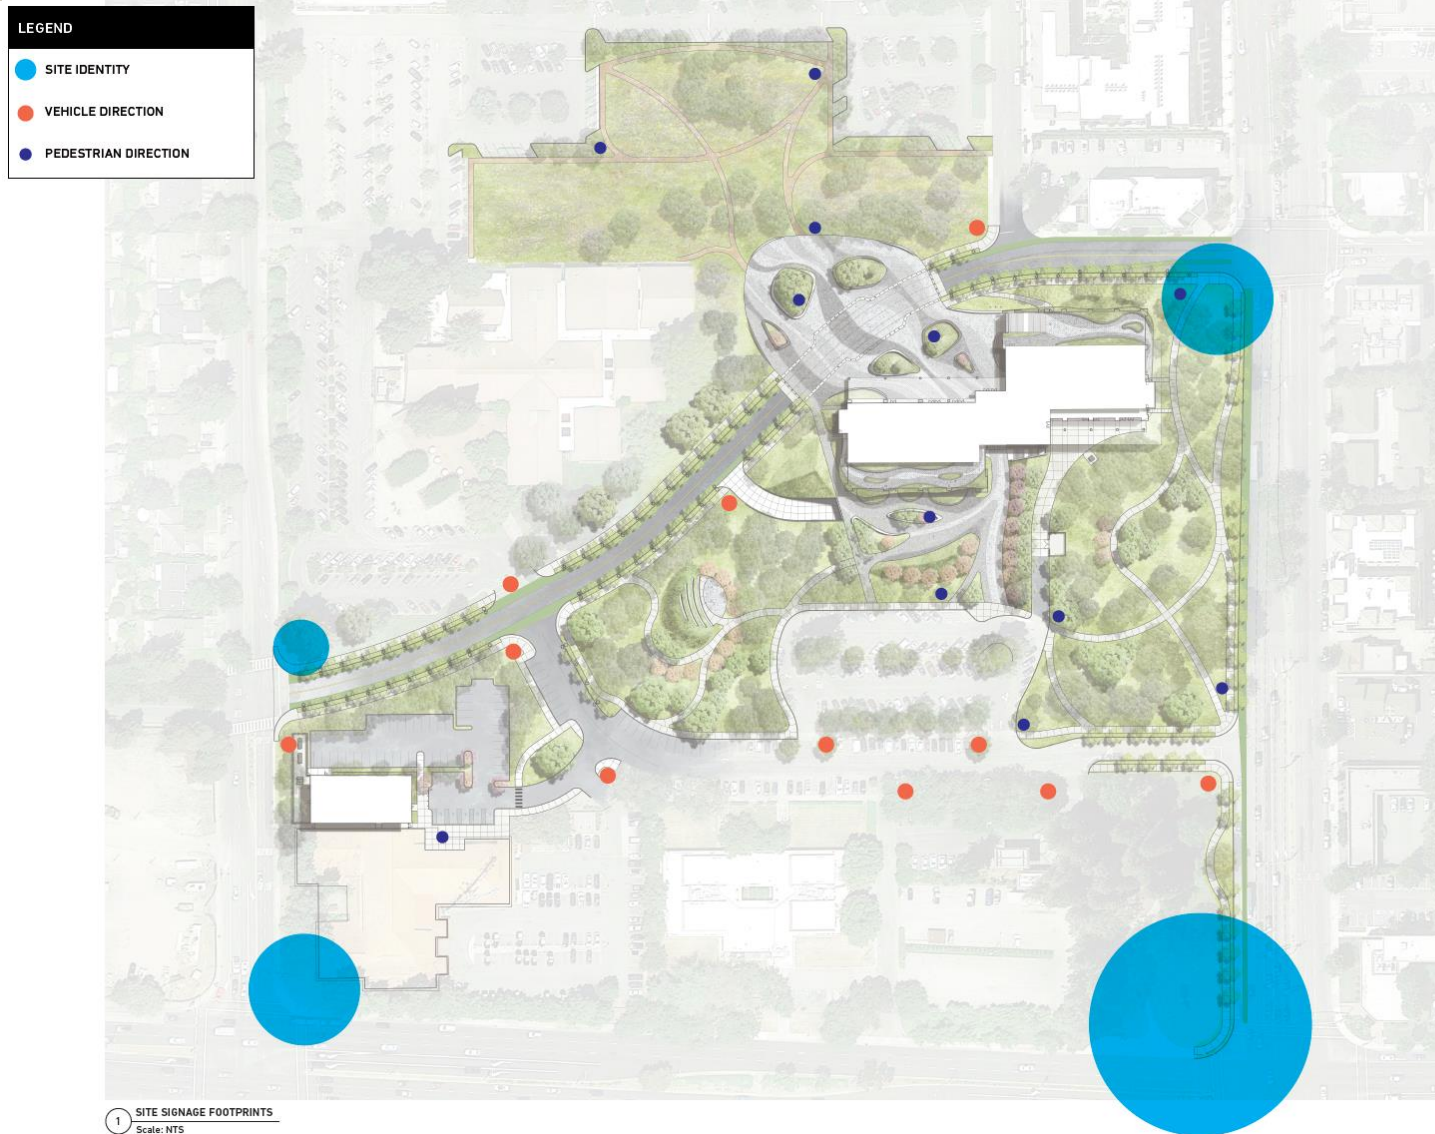 LEGEND
SITE IDENTITY
VEHICLE DIRECTION
PEDESTRIAN DIRECTION
1
SITE SIGNAGE FOOTPRINTS
Scale: NTS